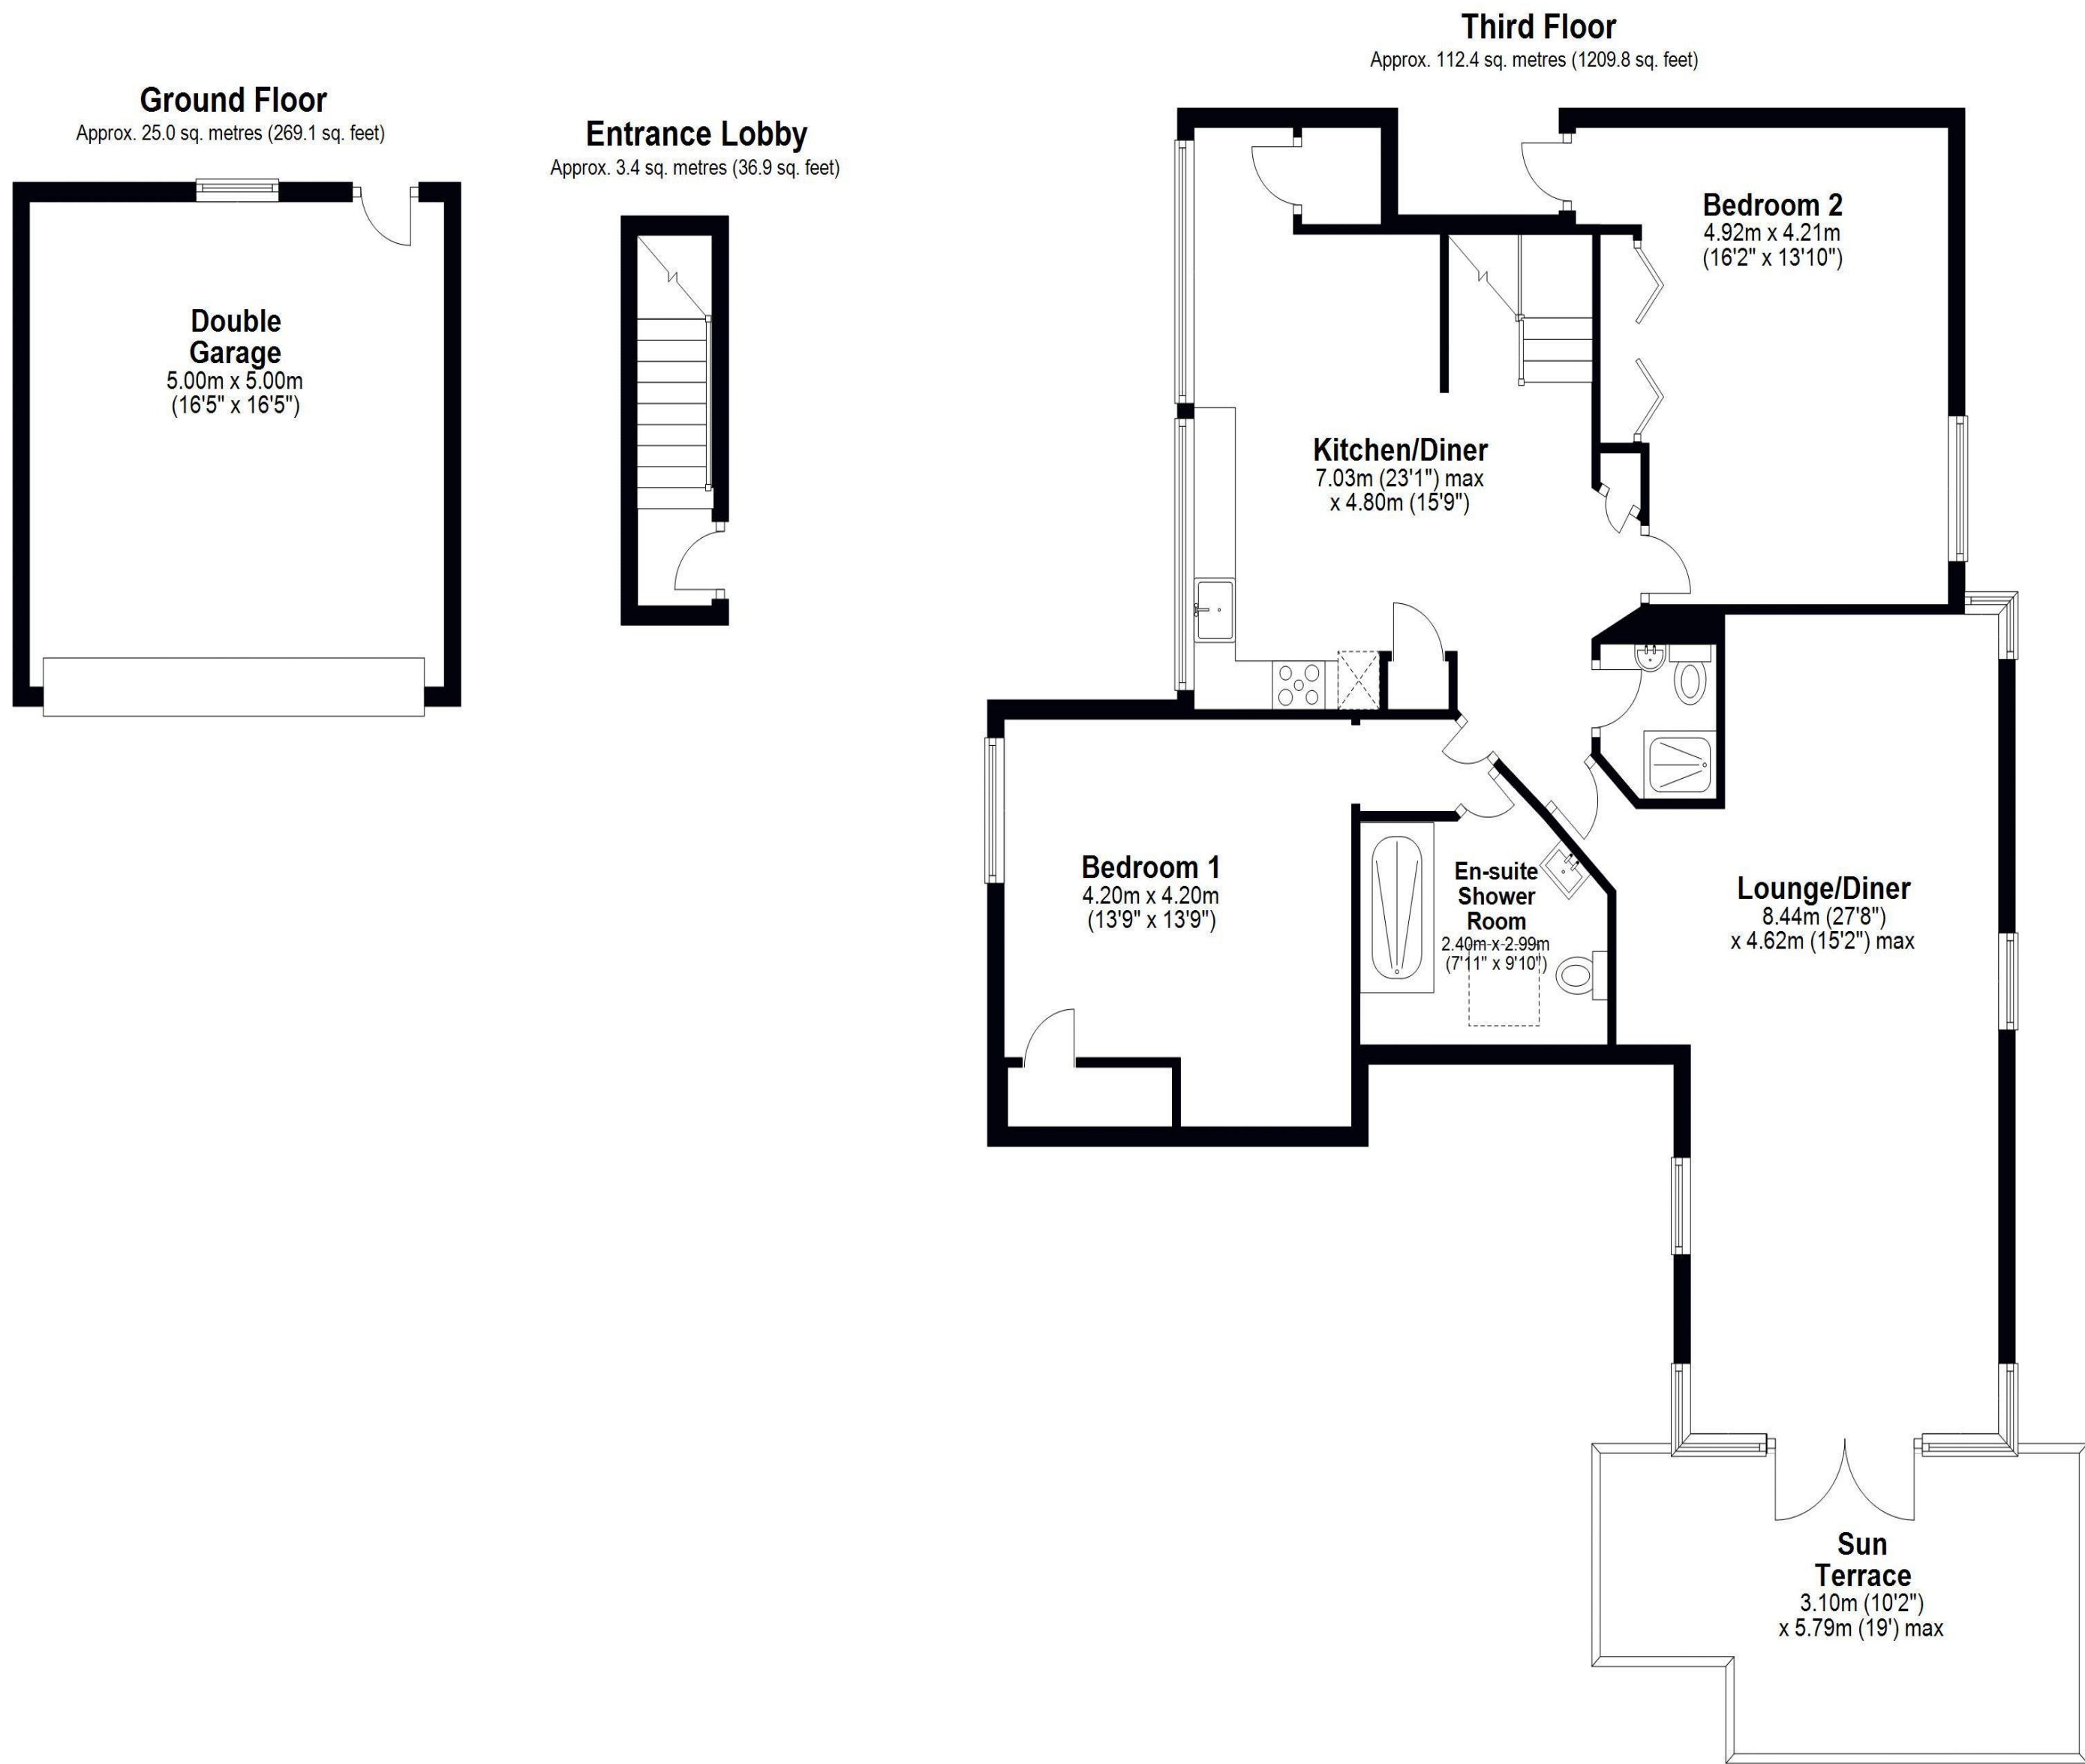 Ground Floor
Approx. 25.0 sq. metres (269.1 sq. feet)
Double
Garage
5.00m x 5.00m
(16'5" x 16'5")
Entrance Lobby
Approx. 3.4 sq. metres (36.9 sq. feet)
Third Floor
Approx. 112.4 sq. metres (1209.8 sq. feet)
Bedroom 2
4.92m x 4.21m
(16'2" x 13'10")
Kitchen/Diner
7.03m (23'1") max
x 4.80m (15'9")
Bedroom 1
4.20m x 4.20m
(13'9" x 13'9")
En-suite
Shower
Room
2.40m x 2.99m
(7'11" x 9'10")
Lounge/Diner
8.44m (27'8")
x 4.62m (15'2") max
Sun
Terrace
3.10m (10'2")
x 5.79m (19') max